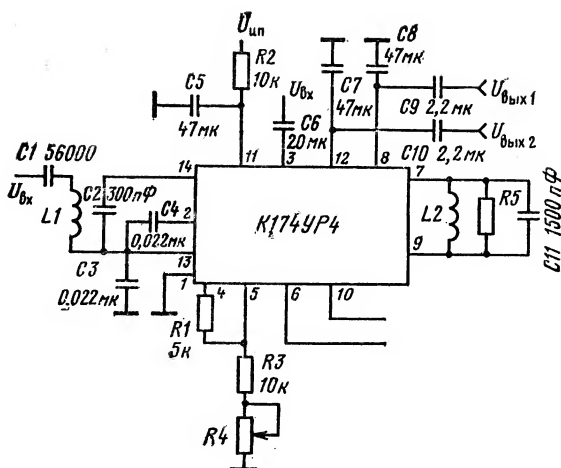 Uип
R2
10к
C5
47мк
Uвх
C6
20мк
C7
47мк
C8
47мк
C9 2,2мк
Uвых 1
C10 2,2мк
Uвых 2
C1 56000
Uвх
L1
C2 300пФ
C4
0,022мк
C3
0,022мк
14
2
13
1
11
3
12
8
7
9
4
5
6
10
К174УР4
L2
R5
C11 1500пФ
R1
5к
R3
10к
R4